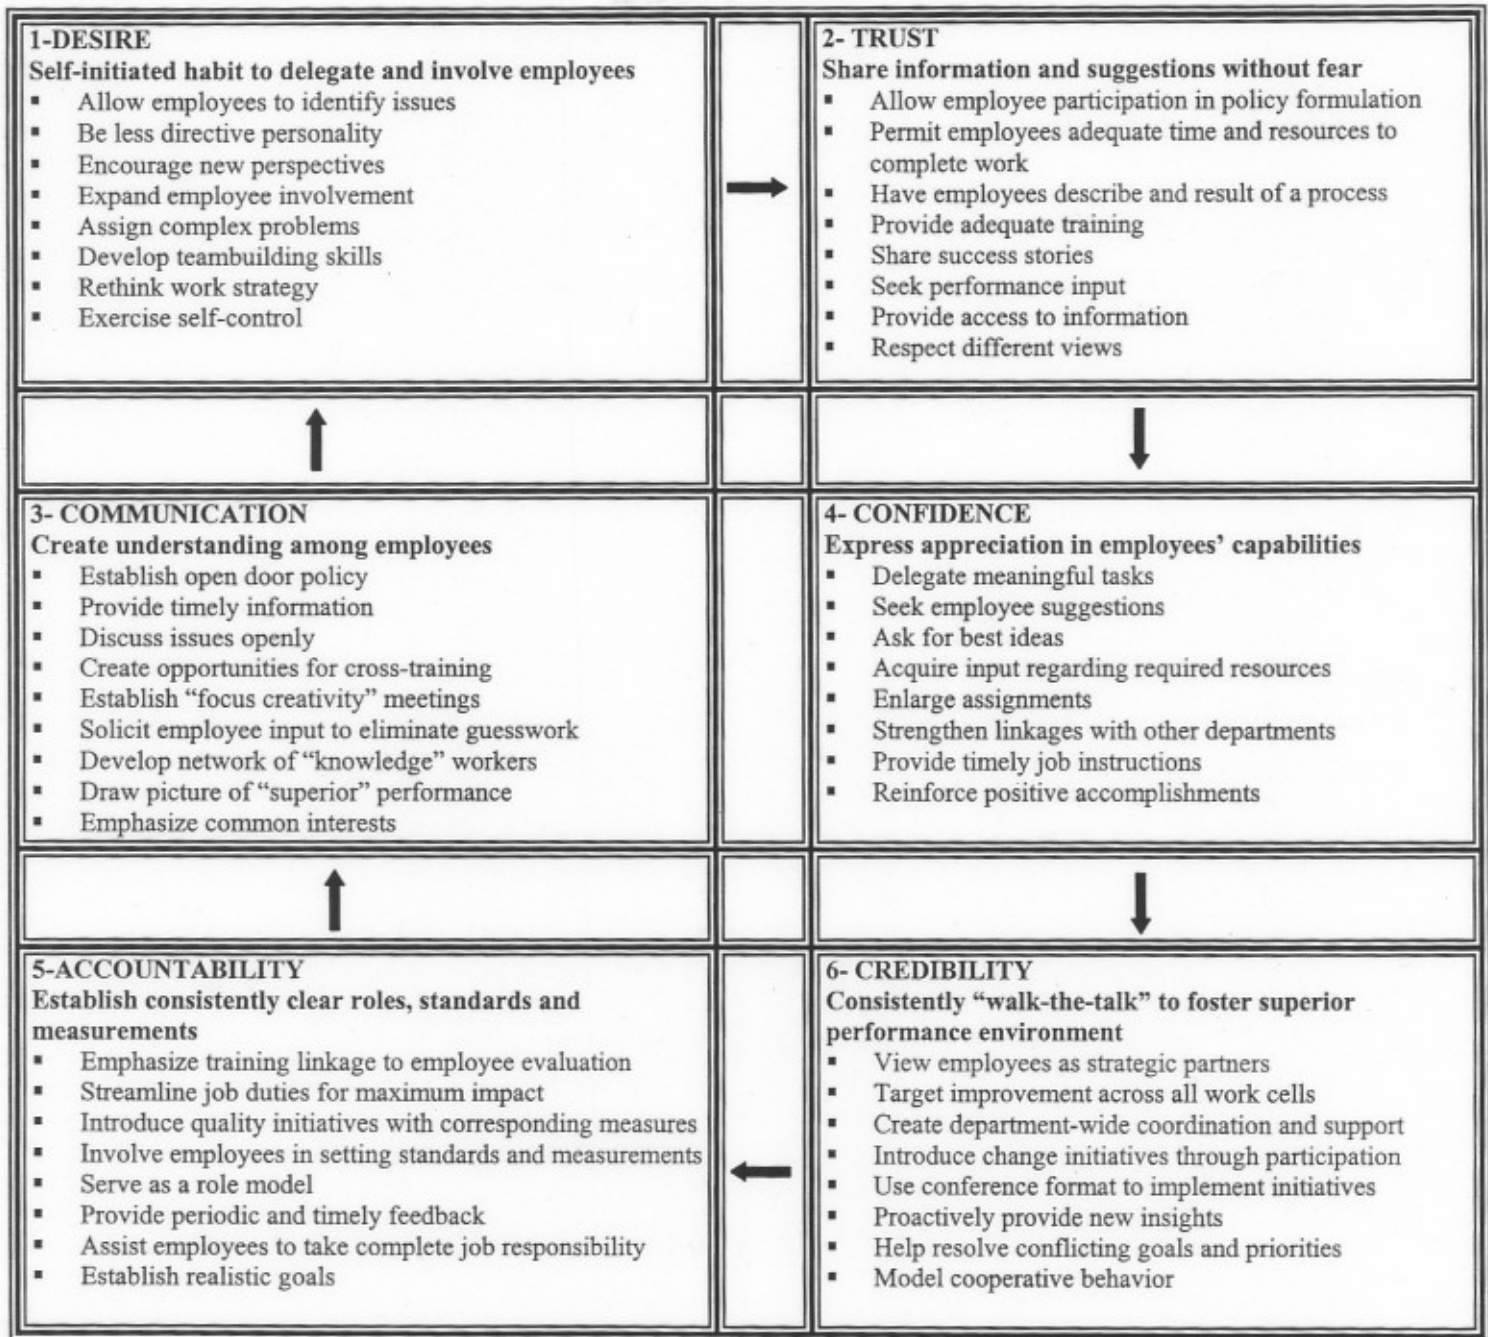 1-DESIRE
Self-initiated habit to delegate and involve employees
▪ Allow employees to identify issues
▪ Be less directive personality
▪ Encourage new perspectives
▪ Expand employee involvement
▪ Assign complex problems
▪ Develop teambuilding skills
▪ Rethink work strategy
▪ Exercise self-control
2- TRUST
Share information and suggestions without fear
▪ Allow employee participation in policy formulation
▪ Permit employees adequate time and resources to
complete work
▪ Have employees describe and result of a process
▪ Provide adequate training
▪ Share success stories
▪ Seek performance input
▪ Provide access to information
▪ Respect different views
3- COMMUNICATION
Create understanding among employees
▪ Establish open door policy
▪ Provide timely information
▪ Discuss issues openly
▪ Create opportunities for cross-training
▪ Establish “focus creativity” meetings
▪ Solicit employee input to eliminate guesswork
▪ Develop network of “knowledge” workers
▪ Draw picture of “superior” performance
▪ Emphasize common interests
4- CONFIDENCE
Express appreciation in employees’ capabilities
▪ Delegate meaningful tasks
▪ Seek employee suggestions
▪ Ask for best ideas
▪ Acquire input regarding required resources
▪ Enlarge assignments
▪ Strengthen linkages with other departments
▪ Provide timely job instructions
▪ Reinforce positive accomplishments
5-ACCOUNTABILITY
Establish consistently clear roles, standards and
measurements
▪ Emphasize training linkage to employee evaluation
▪ Streamline job duties for maximum impact
▪ Introduce quality initiatives with corresponding measures
▪ Involve employees in setting standards and measurements
▪ Serve as a role model
▪ Provide periodic and timely feedback
▪ Assist employees to take complete job responsibility
▪ Establish realistic goals
6- CREDIBILITY
Consistently “walk-the-talk” to foster superior
performance environment
▪ View employees as strategic partners
▪ Target improvement across all work cells
▪ Create department-wide coordination and support
▪ Introduce change initiatives through participation
▪ Use conference format to implement initiatives
▪ Proactively provide new insights
▪ Help resolve conflicting goals and priorities
▪ Model cooperative behavior